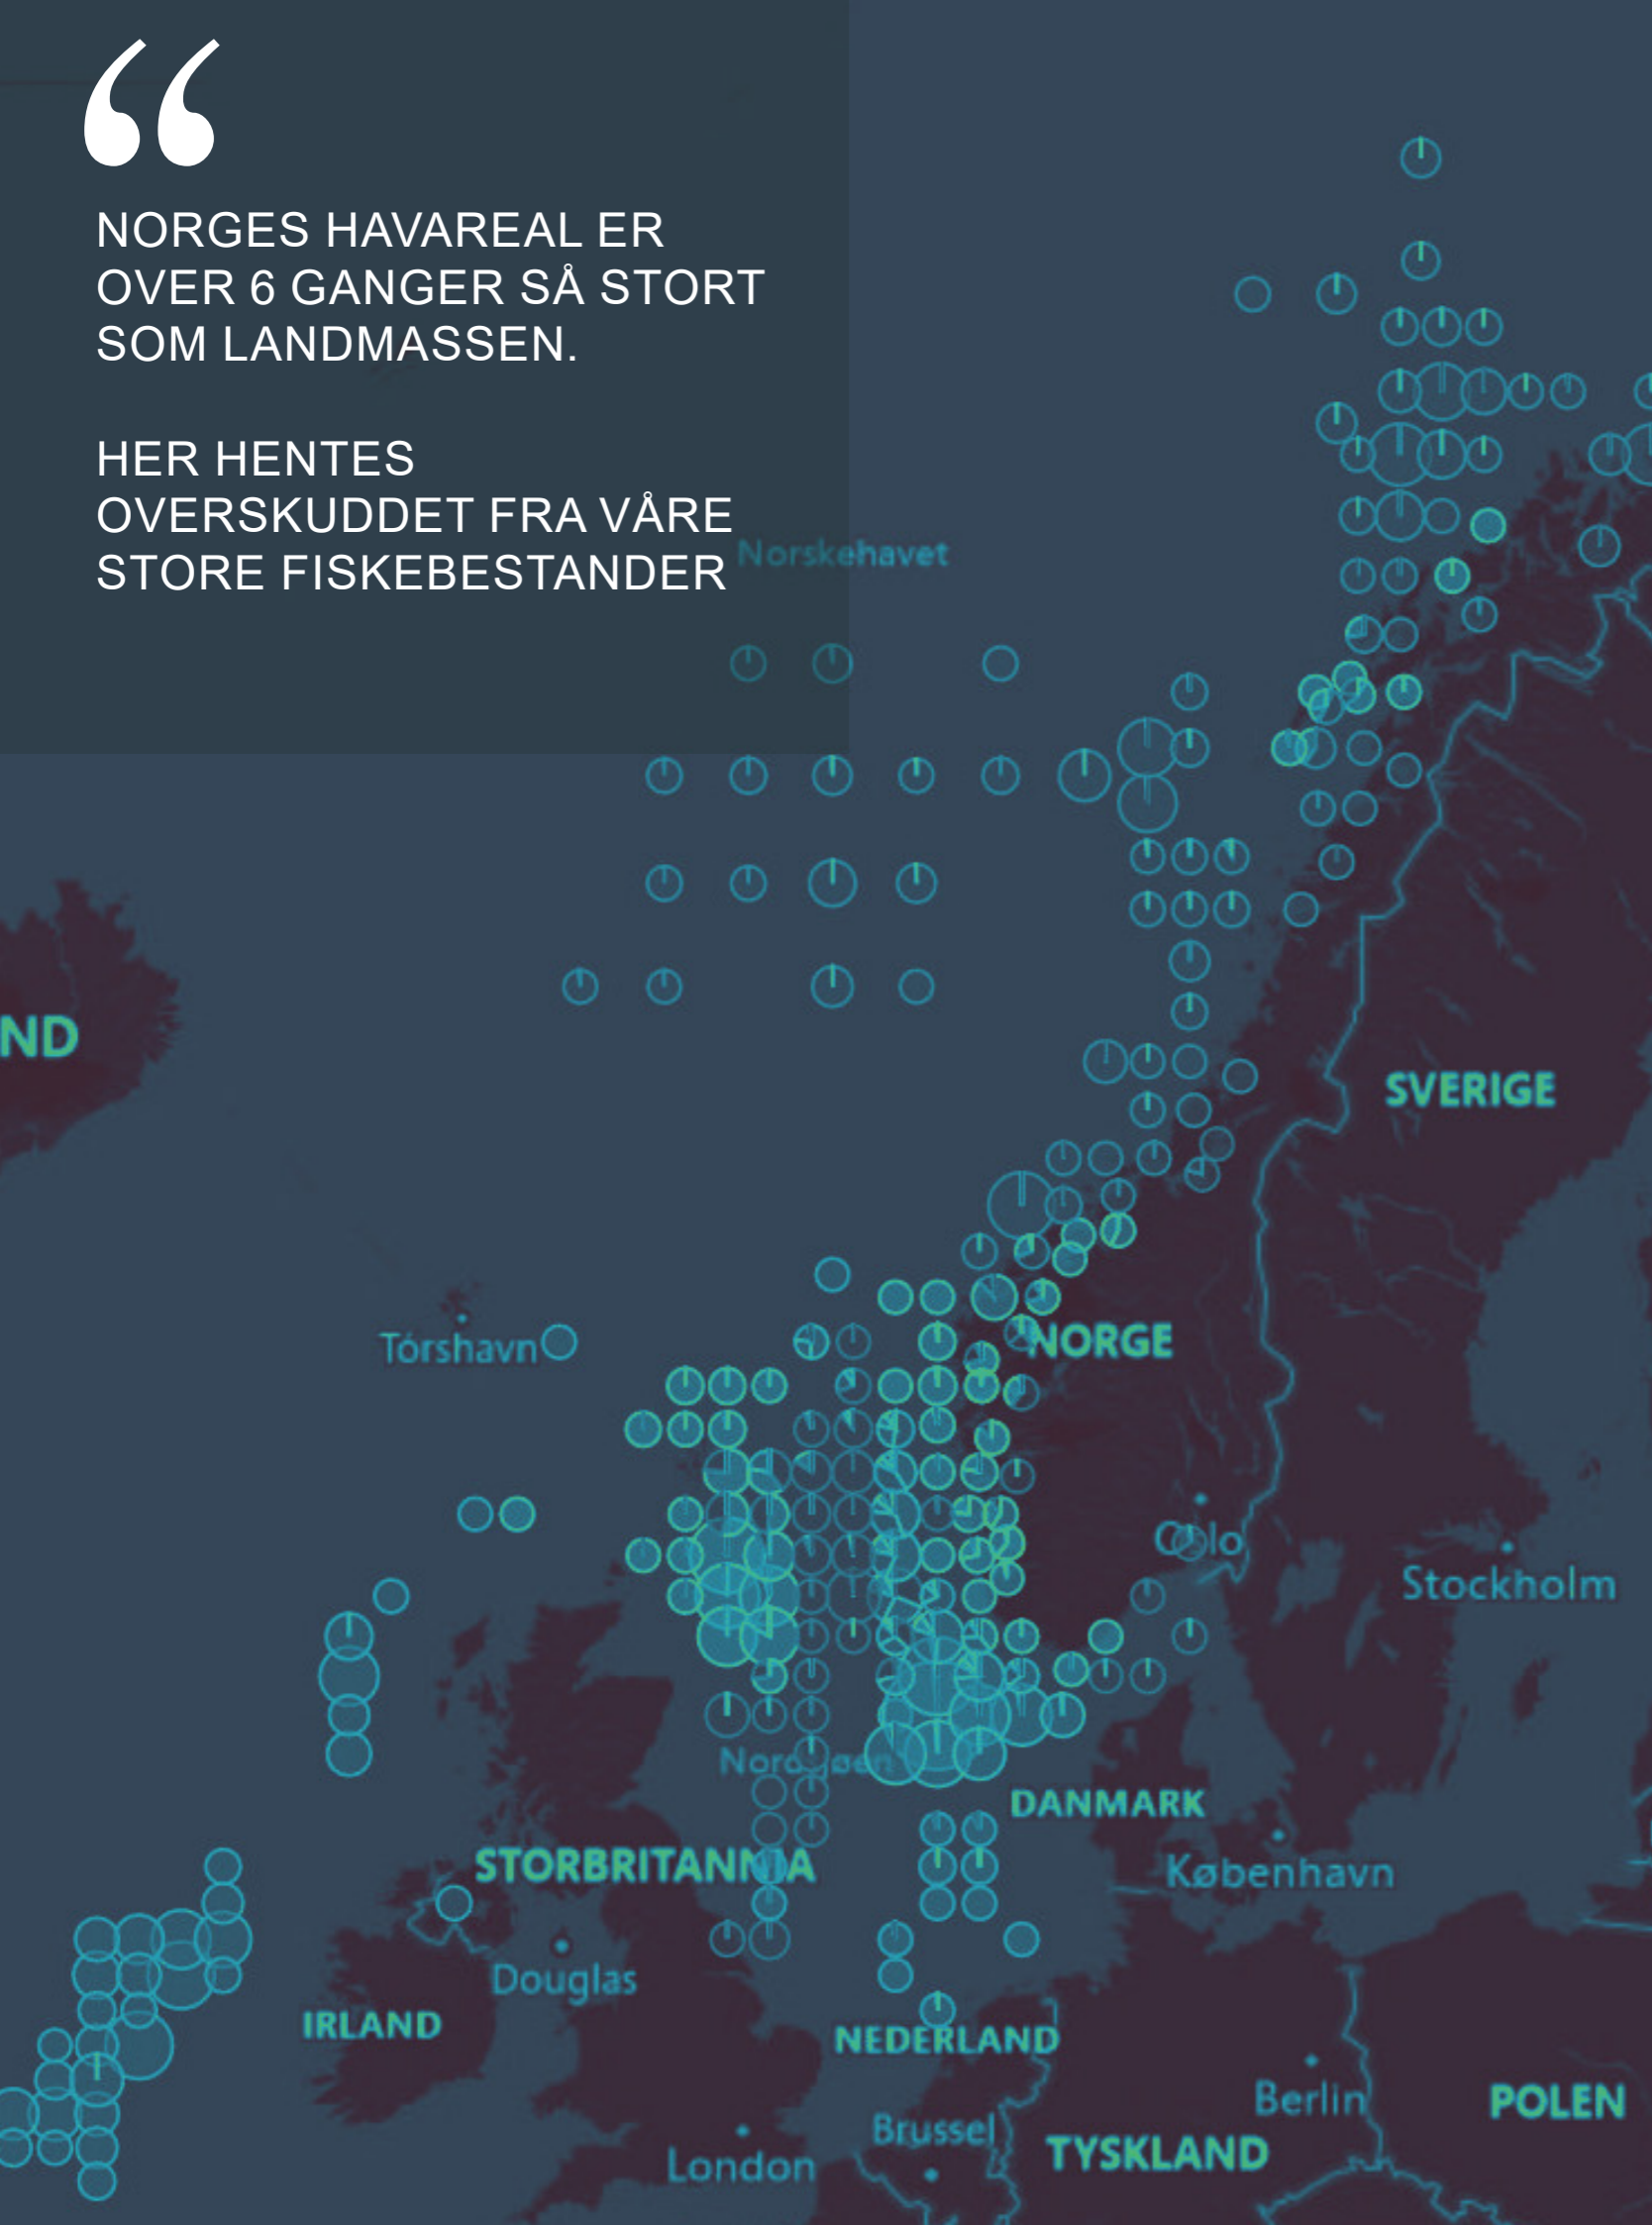 “
NORGES HAVAREAL ER
OVER 6 GANGER SÅ STORT
SOM LANDMASSEN.
HER HENTES
OVERSKUDDET FRA VÅRE
STORE FISKEBESTANDER
Norskehavet
ND
SVERIGE
Tórshavn
NORGE
Oslo
Stockholm
Nordsjøen
DANMARK
STORBRITANNIA
København
Douglas
IRLAND
NEDERLAND
Berlin
POLEN
Brussel
TYSKLAND
London